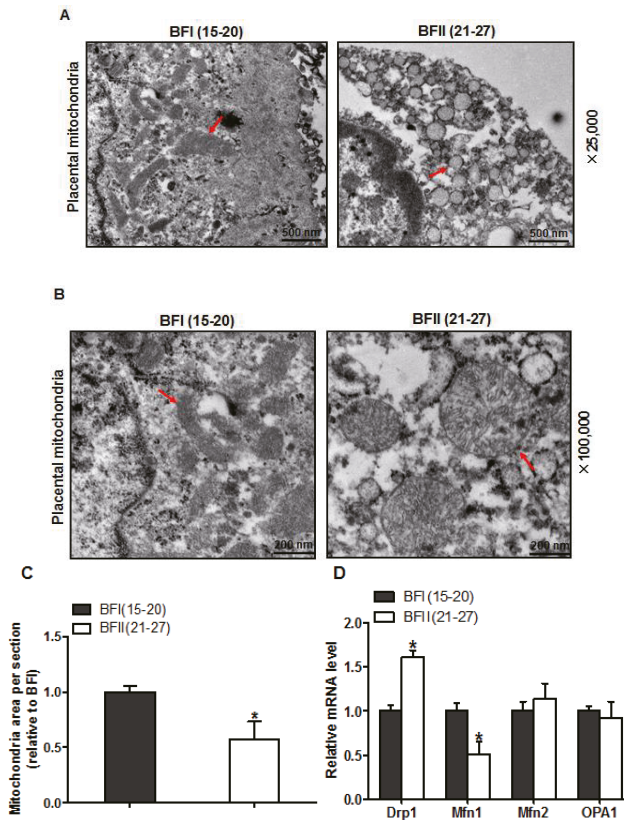 A
BFI (15-20)
BFII (21-27)
Placental mitochondria
500 nm
500 nm
×25,000
B
BFI (15-20)
BFII (21-27)
Placental mitochondria
200 nm
200 nm
×100,000
C
BFI(15-20)
BFII(21-27)
Mitochondria area per section
(relative to BFI)
1.5
1.0
0.5
0.0
*
D
BFI(15-20)
BFII(21-27)
Relative mRNA level
2.0
1.5
1.0
0.5
0.0
*
*
Drp1 Mfn1 Mfn2 OPA1